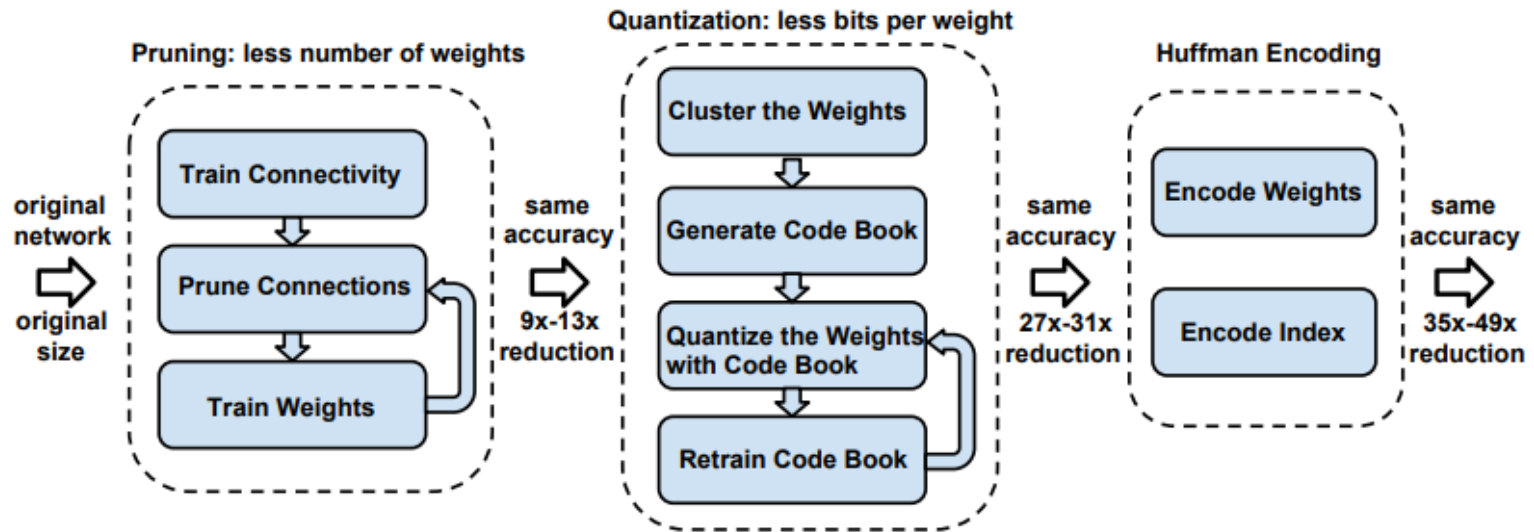 Pruning: less number of weights
Train Connectivity
Prune Connections
Train Weights
original
network
original
size
same
accuracy
9x-13x
reduction
Quantization: less bits per weight
Cluster the Weights
Generate Code Book
Quantize the Weights
with Code Book
Retrain Code Book
same
accuracy
27x-31x
reduction
Huffman Encoding
Encode Weights
Encode Index
same
accuracy
35x-49x
reduction